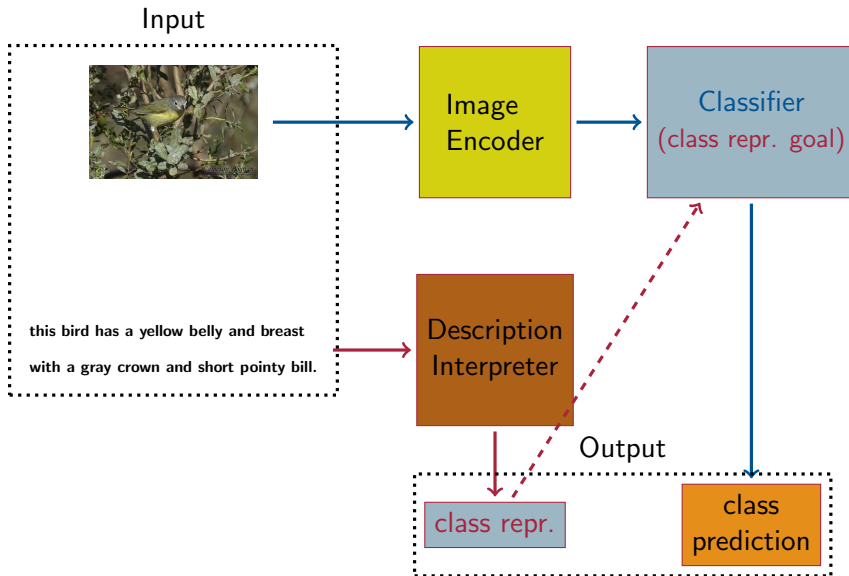 Input
Image
Encoder
Classifier
(class repr. goal)
this bird has a yellow belly and breast
with a gray crown and short pointy bill.
Description
Interpreter
Output
class repr.
class
prediction